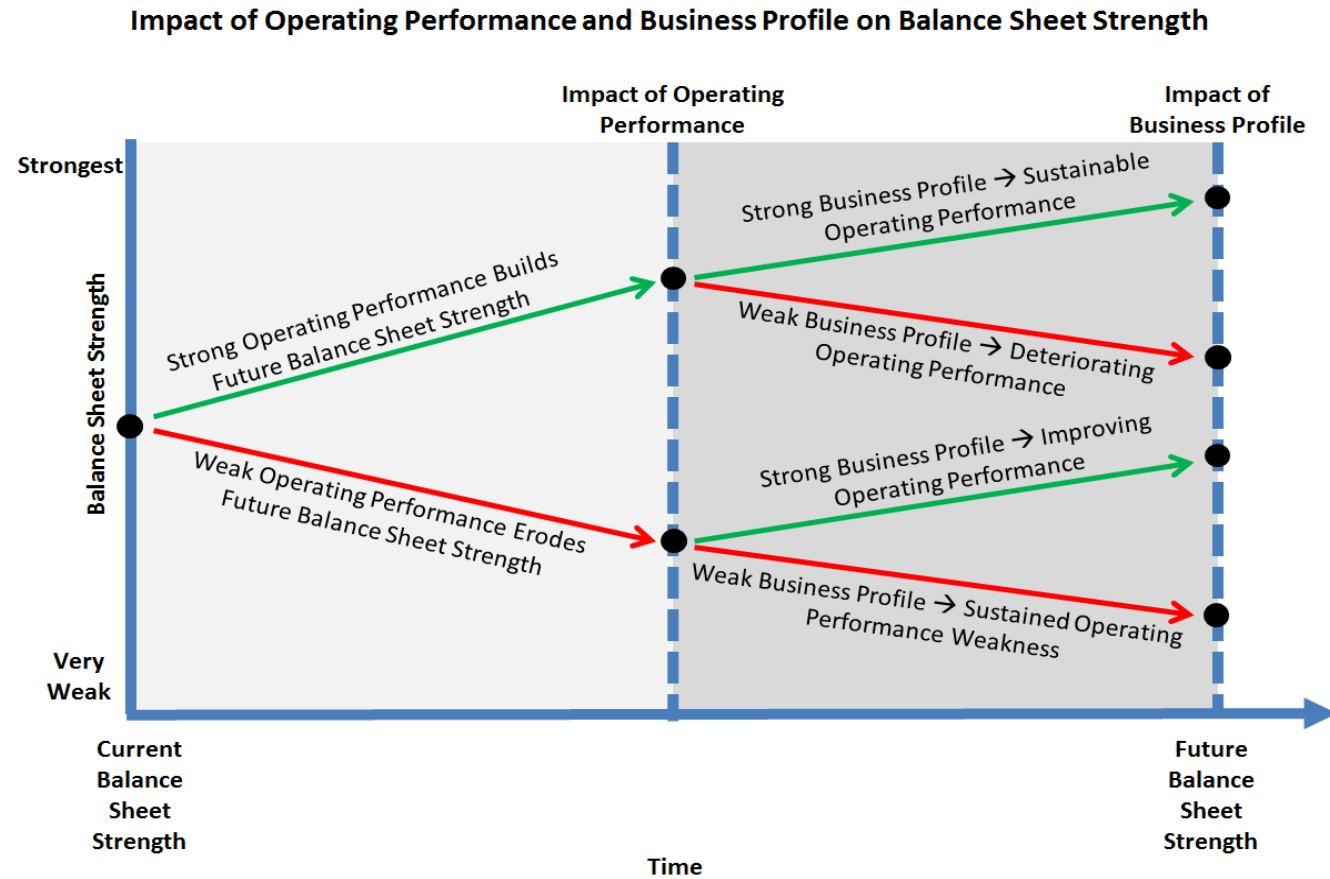 Impact of Operating Performance and Business Profile on Balance Sheet Strength
Impact of Operating
Performance
Impact of
Business Profile
Strongest
Balance Sheet Strength
Very
Weak
Strong Operating Performance Builds
Future Balance Sheet Strength
Weak Operating Performance Erodes
Future Balance Sheet Strength
Strong Business Profile → Sustainable
Operating Performance
Weak Business Profile → Deteriorating
Operating Performance
Strong Business Profile → Improving
Operating Performance
Weak Business Profile → Sustained Operating
Performance Weakness
Current
Balance
Sheet
Strength
Future
Balance
Sheet
Strength
Time